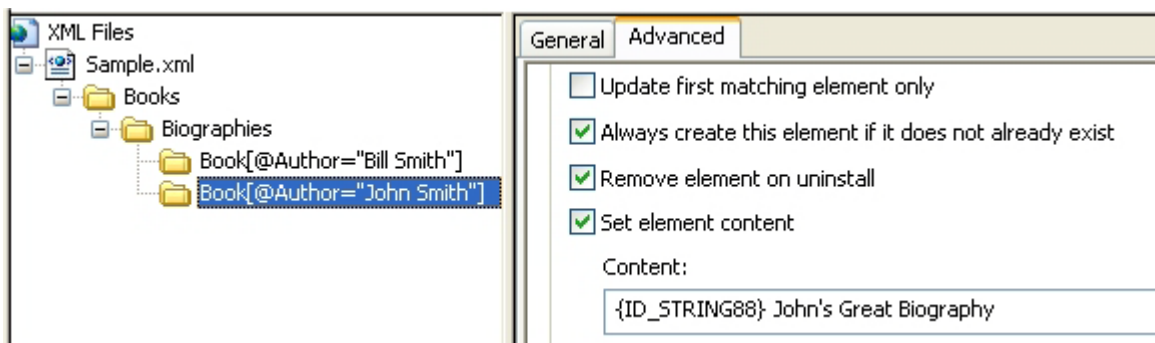 XML Files
Sample.xml
Books
Biographies
Book[@Author="Bill Smith"]
Book[@Author="John Smith"]
General
Advanced
Update first matching element only
Always create this element if it does not already exist
Remove element on uninstall
Set element content
Content:
{ID_STRING88} John's Great Biography